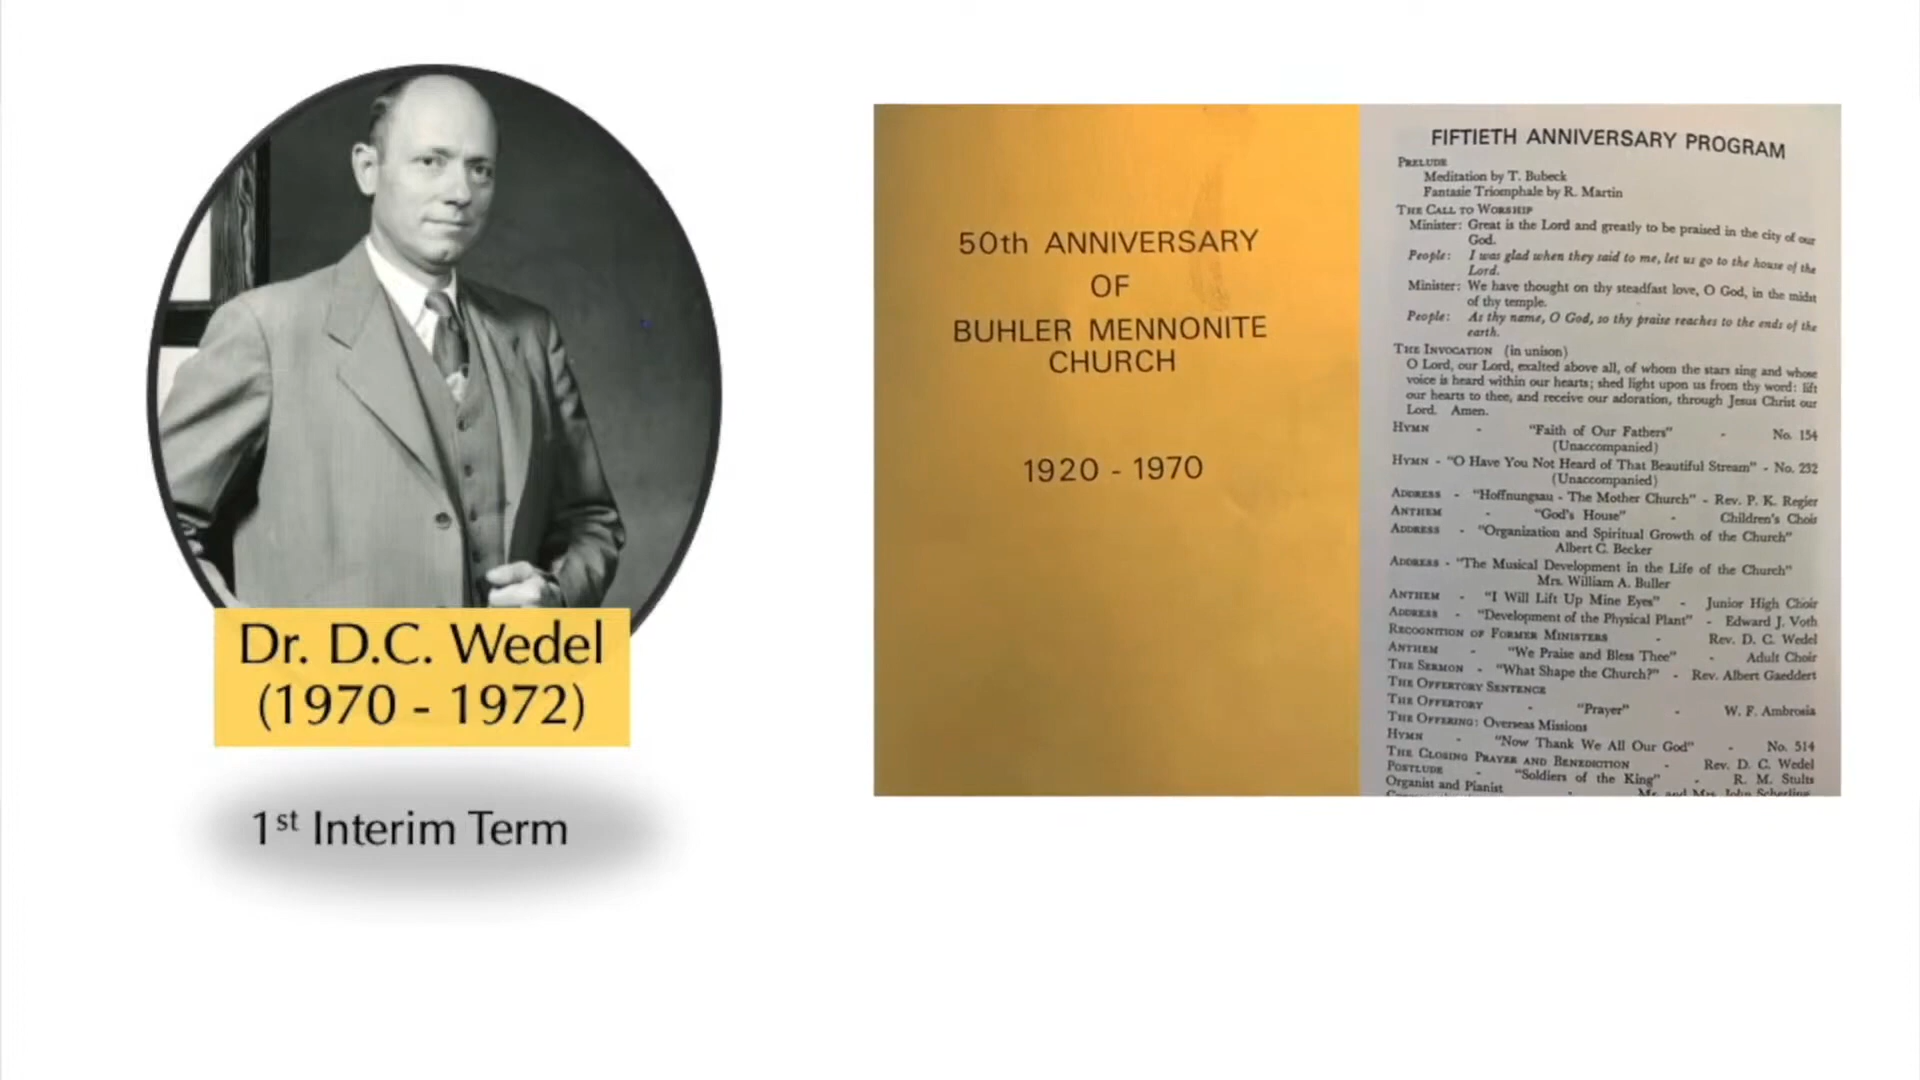 Dr. D.C. Wedel
(1970 - 1972)
1st Interim Term
50th ANNIVERSARY
OF
BUHLER MENNONITE
CHURCH
1920 - 1970
FIFTIETH ANNIVERSARY PROGRAM
PRELUDE
Meditation by T. Bubeck
Fantasie Triomphale by R. Martin
THE CALL TO WORSHIP
Minister: Great is the Lord and greatly to be praised in the city of our
God.
People: I was glad when they said to me, let us go to the house of the
Lord.
Minister: We have thought on thy steadfast love, O God, in the midst
of thy temple.
People: As thy name, O God, so thy praise reaches to the ends of the
earth.
THE INVOCATION (in unison)
O Lord, our Lord, exalted above all, of whom the stars sing and whose
voice is heard within our hearts; shed light upon us from thy word: lift
our hearts to thee, and receive our adoration, through Jesus Christ our
Lord. Amen.
HYMN - "Faith of Our Fathers" - No. 154
(Unaccompanied)
HYMN - "O Have You Not Heard of That Beautiful Stream" - No. 232
(Unaccompanied)
ADDRESS - "Hoffnungsau - The Mother Church" - Rev. P. K. Regier
ANTHEM - "God's House" - Children's Choir
ADDRESS - "Organization and Spiritual Growth of the Church"
Albert C. Becker
ADDRESS - "The Musical Development in the Life of the Church"
Mrs. William A. Buller
ANTHEM - "I Will Lift Up Mine Eyes" - Junior High Choir
ADDRESS - "Development of the Physical Plant" - Edward J. Voth
RECOGNITION OF FORMER MINISTERS - Rev. D. C. Wedel
ANTHEM - "We Praise and Bless Thee" - Adult Choir
THE SERMON - "What Shape the Church?" - Rev. Albert Gaeddert
THE OFFERTORY SENTENCE
THE OFFERTORY - "Prayer" - W. F. Ambrosia
THE OFFERING: Overseas Missions
HYMN - "Now Thank We All Our God" - No. 514
THE CLOSING PRAYER AND BENEDICTION - Rev. D. C. Wedel
POSTLUDE - "Soldiers of the King" - R. M. Stults
Organist and Pianist - Mr. and Mrs. John Scherling